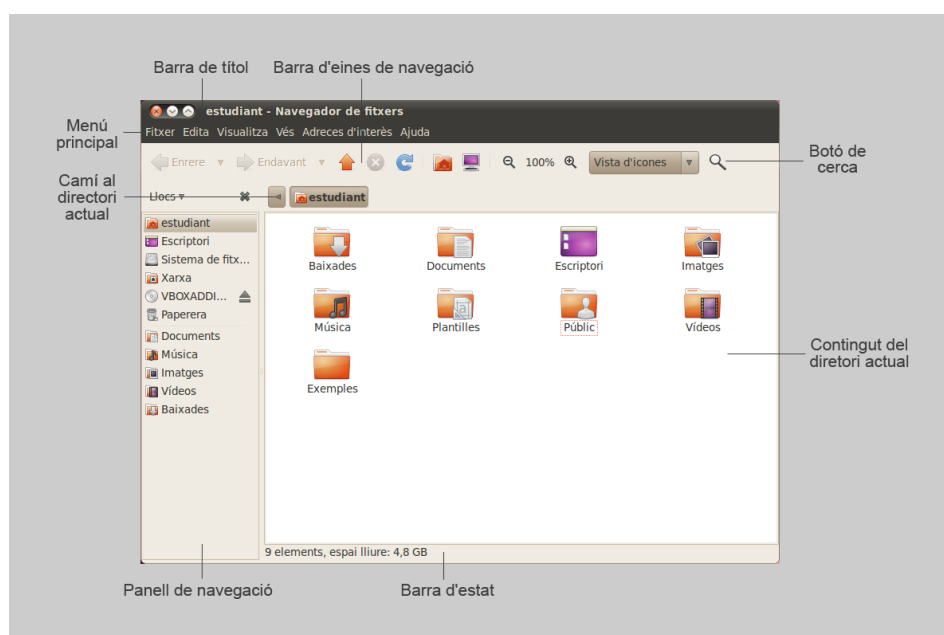 Barra de títol
Barra d'eines de navegació
estudiant - Navegador de fitxers
Menú
principal
Fitxer Edita Visualitza Vés Adreces d'interès Ajuda
Enrere Endavant 100% Vista d'icones
Botó de
cerca
Camí al
directori
actual
Llocs
estudiant
estudiant
Escriptori
Sistema de fitx...
Xarxa
VBOXADDI...
Paperera
Documents
Música
Imatges
Vídeos
Baixades
Baixades Documents Escriptori Imatges
Música Plantilles Públic Vídeos
Exemples
Contingut del
diretori actual
9 elements, espai lliure: 4,8 GB
Panell de navegació
Barra d'estat